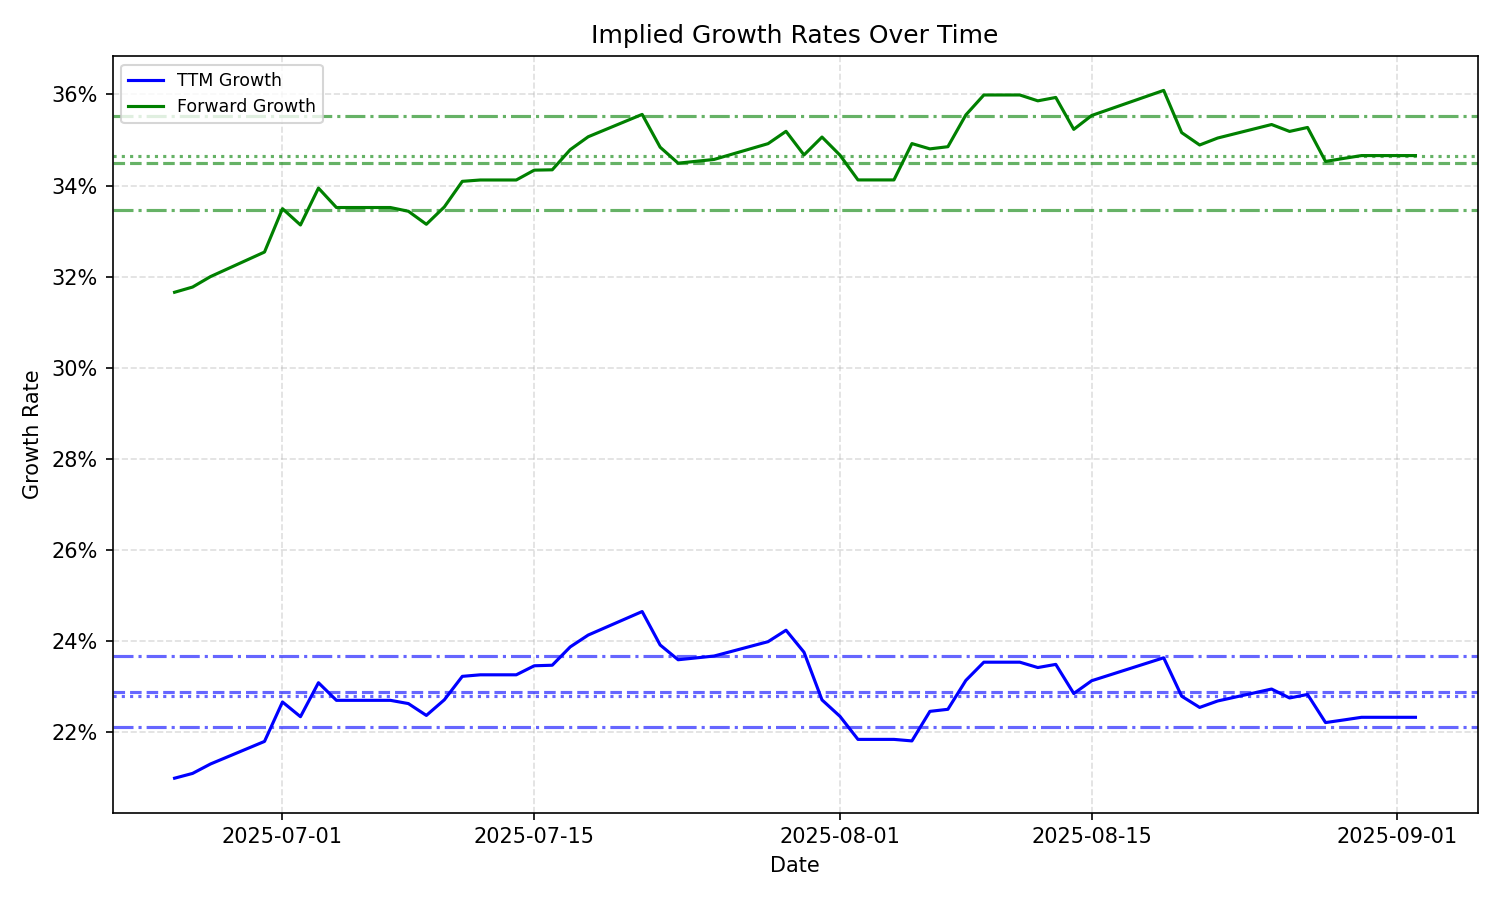 Implied Growth Rates Over Time
TTM Growth
Forward Growth
36%
34%
32%
30%
28%
26%
24%
22%
Growth Rate
2025-07-01
2025-07-15
2025-08-01
2025-08-15
2025-09-01
Date